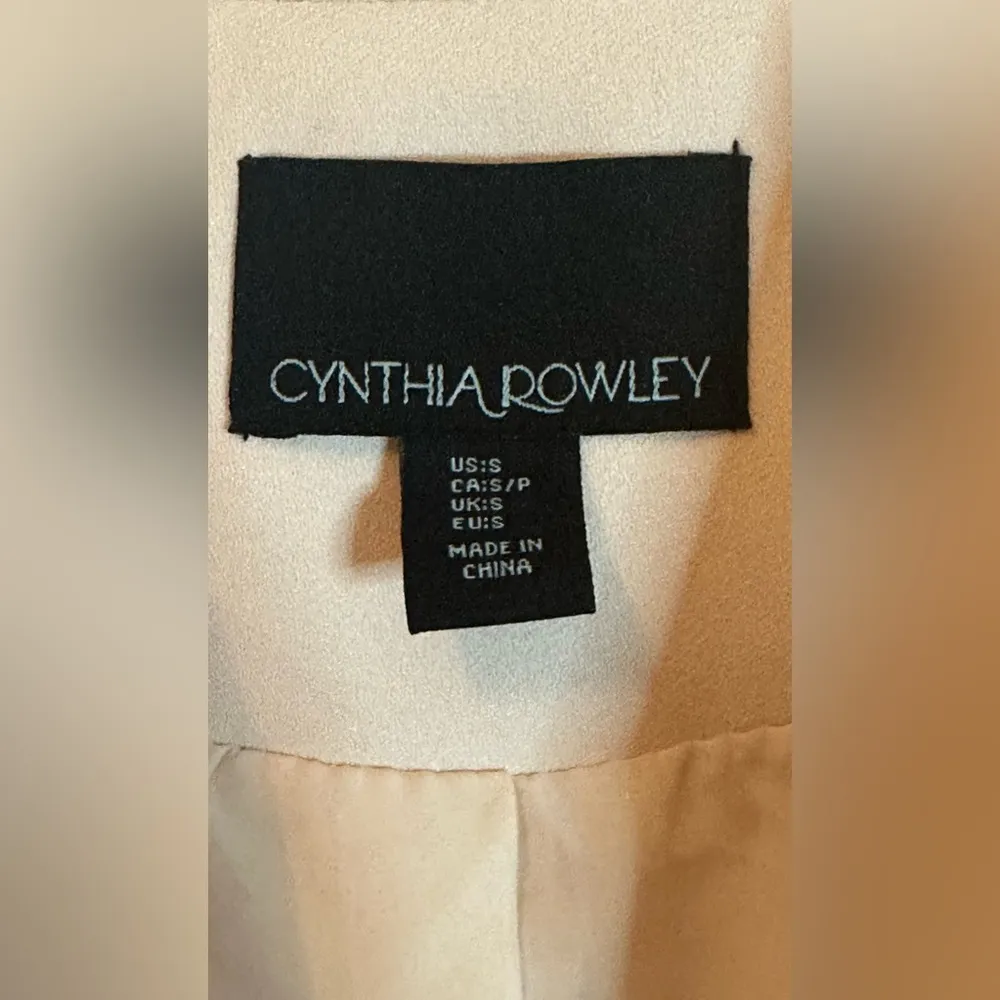 CYNTHIA ROWLEY
US:S
CA:S/P
UK:S
EU:S
MADE IN
CHINA